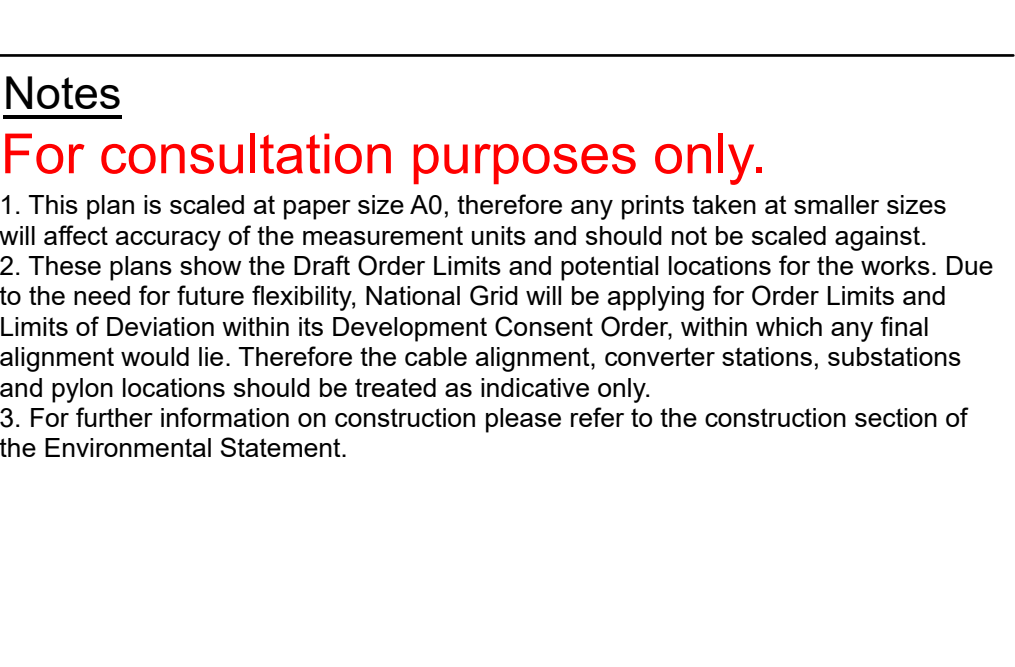 Notes
For consultation purposes only.
1. This plan is scaled at paper size A0, therefore any prints taken at smaller sizes
will affect accuracy of the measurement units and should not be scaled against.
2. These plans show the Draft Order Limits and potential locations for the works. Due
to the need for future flexibility, National Grid will be applying for Order Limits and
Limits of Deviation within its Development Consent Order, within which any final
alignment would lie. Therefore the cable alignment, converter stations, substations
and pylon locations should be treated as indicative only.
3. For further information on construction please refer to the construction section of
the Environmental Statement.